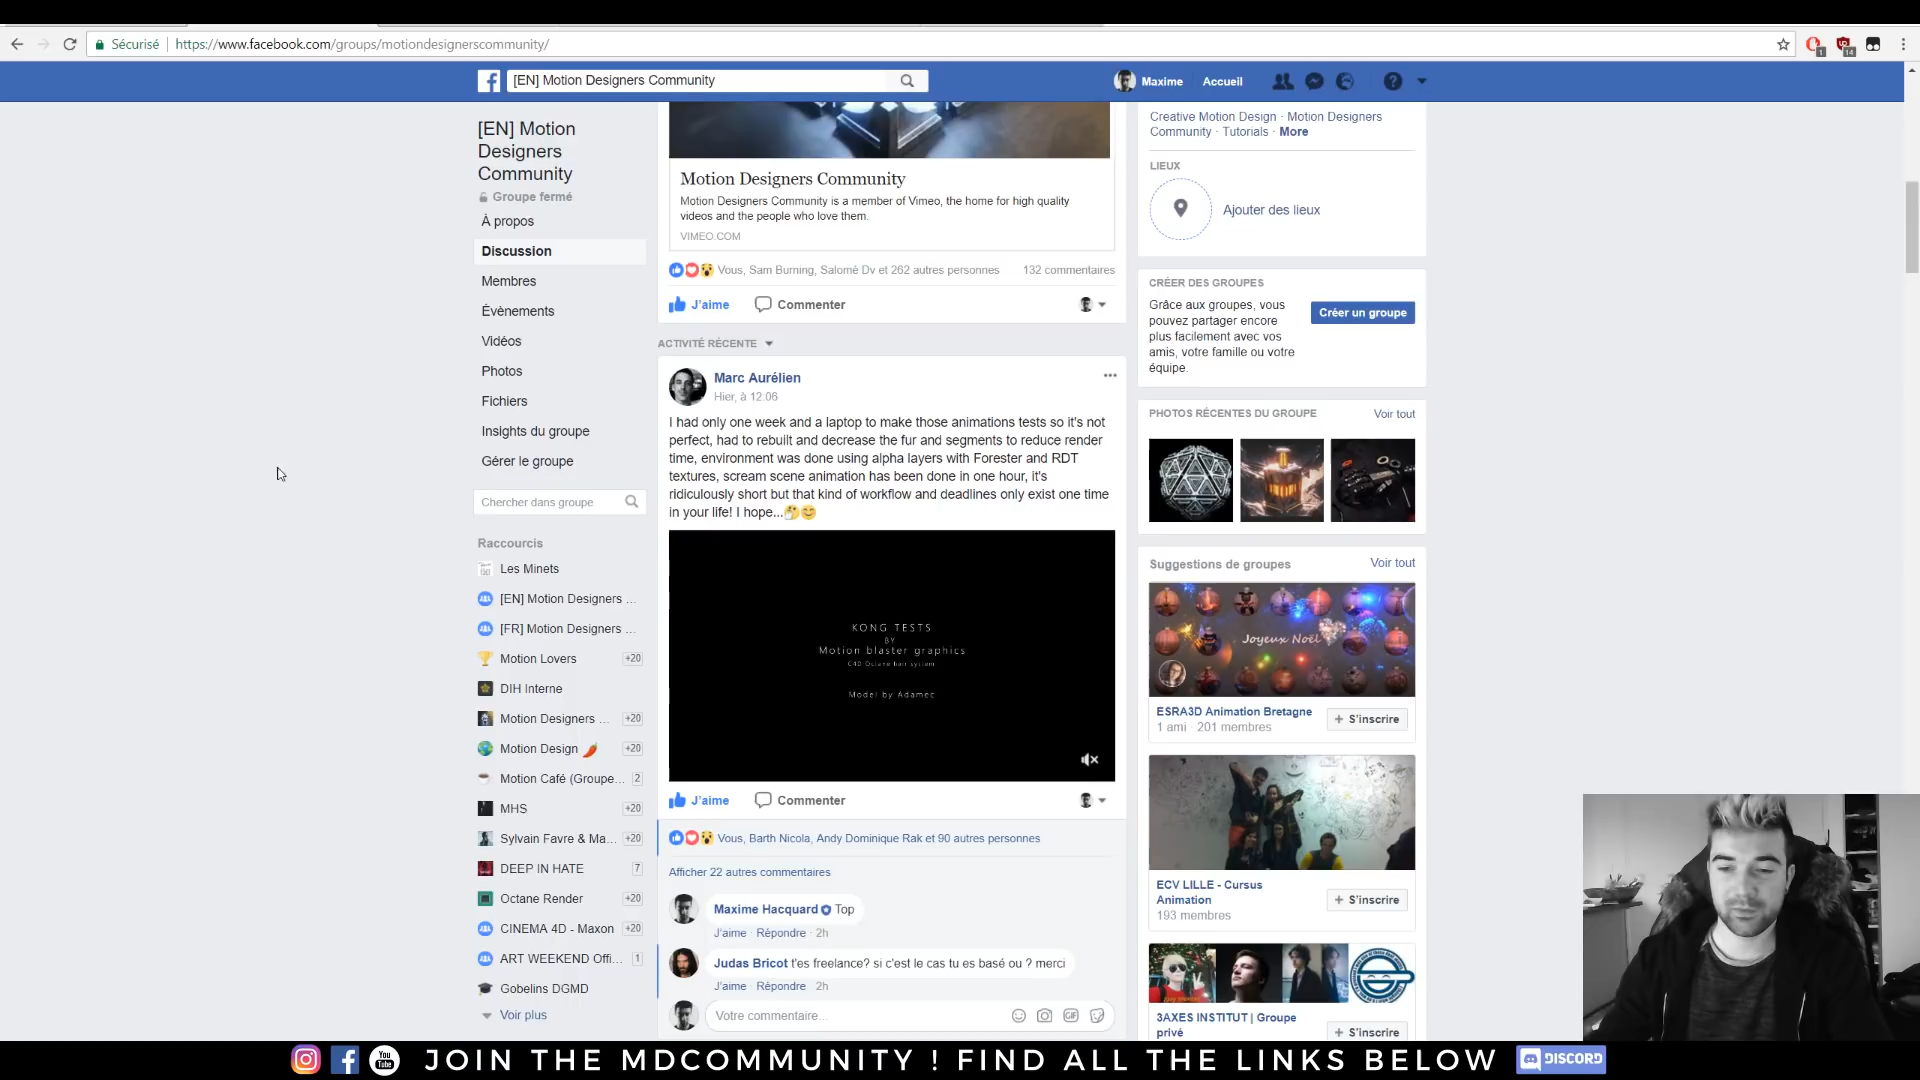 Sécurisé
https://www.facebook.com/groups/motiondesignerscommunity/
1
14
[EN] Motion Designers Community
Maxime
Accueil
[EN] Motion
Designers
Community
Groupe fermé
À propos
Discussion
Membres
Évènements
Vidéos
Photos
Fichiers
Insights du groupe
Gérer le groupe
Chercher dans groupe
Raccourcis
Les Minets
[EN] Motion Designers ...
[FR] Motion Designers ...
Motion Lovers +20
DIH Interne
Motion Designers ... +20
Motion Design 🌶 +20
Motion Café (Groupe... 2
MHS +20
Sylvain Favre & Ma... +20
DEEP IN HATE 7
Octane Render +20
CINEMA 4D - Maxon +20
ART WEEKEND Offi... 1
Gobelins DGMD
Voir plus
Motion Designers Community
Motion Designers Community is a member of Vimeo, the home for high quality
videos and the people who love them.
VIMEO.COM
Vous, Sam Burning, Salomé Dv et 262 autres personnes 132 commentaires
J'aime Commenter
ACTIVITÉ RÉCENTE
Marc Aurélien
Hier, à 12:06
I had only one week and a laptop to make those animations tests so it's not
perfect, had to rebuilt and decrease the fur and segments to reduce render
time, environment was done using alpha layers with Forester and RDT
textures, scream scene animation has been done in one hour, it's
ridiculously short but that kind of workflow and deadlines only exist one time
in your life! I hope...🤔😊
KONG TESTS
BY
Motion blaster graphics
C4D Octane hair system
Model by Adamec
J'aime Commenter
Vous, Barth Nicola, Andy Dominique Rak et 90 autres personnes
Afficher 22 autres commentaires
Maxime Hacquard Top
J'aime · Répondre · 2h
Judas Bricot t'es freelance? si c'est le cas tu es basé ou ? merci
J'aime · Répondre · 2h
Votre commentaire...
GIF
Creative Motion Design · Motion Designers
Community · Tutorials · More
LIEUX
Ajouter des lieux
CRÉER DES GROUPES
Grâce aux groupes, vous
pouvez partager encore
plus facilement avec vos
amis, votre famille ou votre
équipe.
Créer un groupe
PHOTOS RÉCENTES DU GROUPE Voir tout
Suggestions de groupes Voir tout
Joyeux Noël
ESRA3D Animation Bretagne
1 ami · 201 membres
+ S'inscrire
ECV LILLE - Cursus
Animation
193 membres
+ S'inscrire
3AXES INSTITUT | Groupe
privé
+ S'inscrire
You
Tube
JOIN THE MDCOMMUNITY ! FIND ALL THE LINKS BELOW
DISCORD